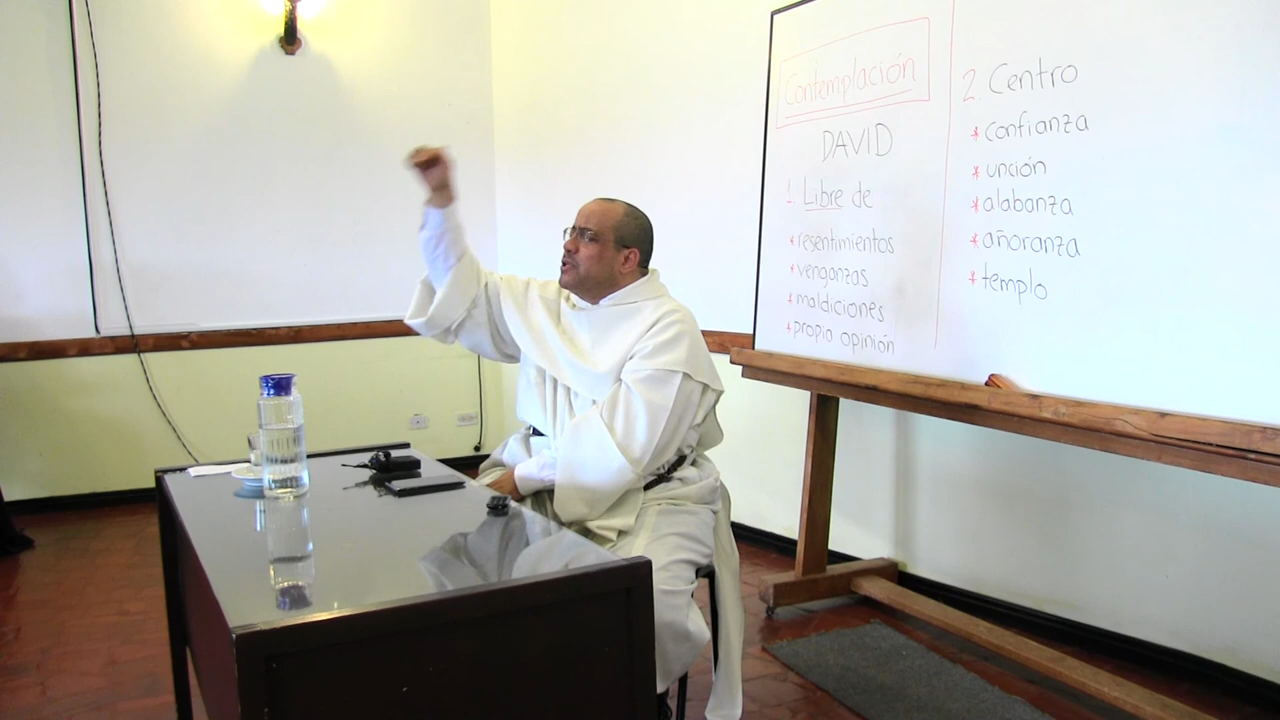 Contemplación
DAVID
1. Libre de
* resentimientos
* venganzas
* maldiciones
* propia opinión
2. Centro
* confianza
* unción
* alabanza
* añoranza
* templo